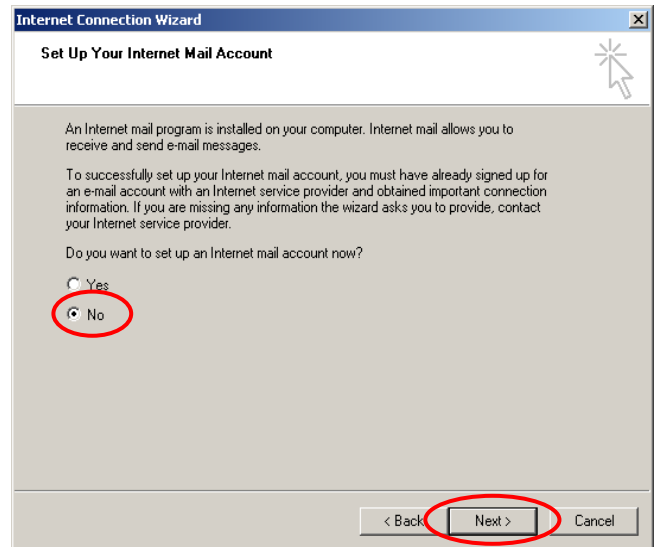 Internet Connection Wizard
Set Up Your Internet Mail Account
An Internet mail program is installed on your computer. Internet mail allows you to
receive and send e-mail messages.
To successfully set up your Internet mail account, you must have already signed up for
an e-mail account with an Internet service provider and obtained important connection
information. If you are missing any information the wizard asks you to provide, contact
your Internet service provider.
Do you want to set up an Internet mail account now?
Yes
No
< Back Next > Cancel